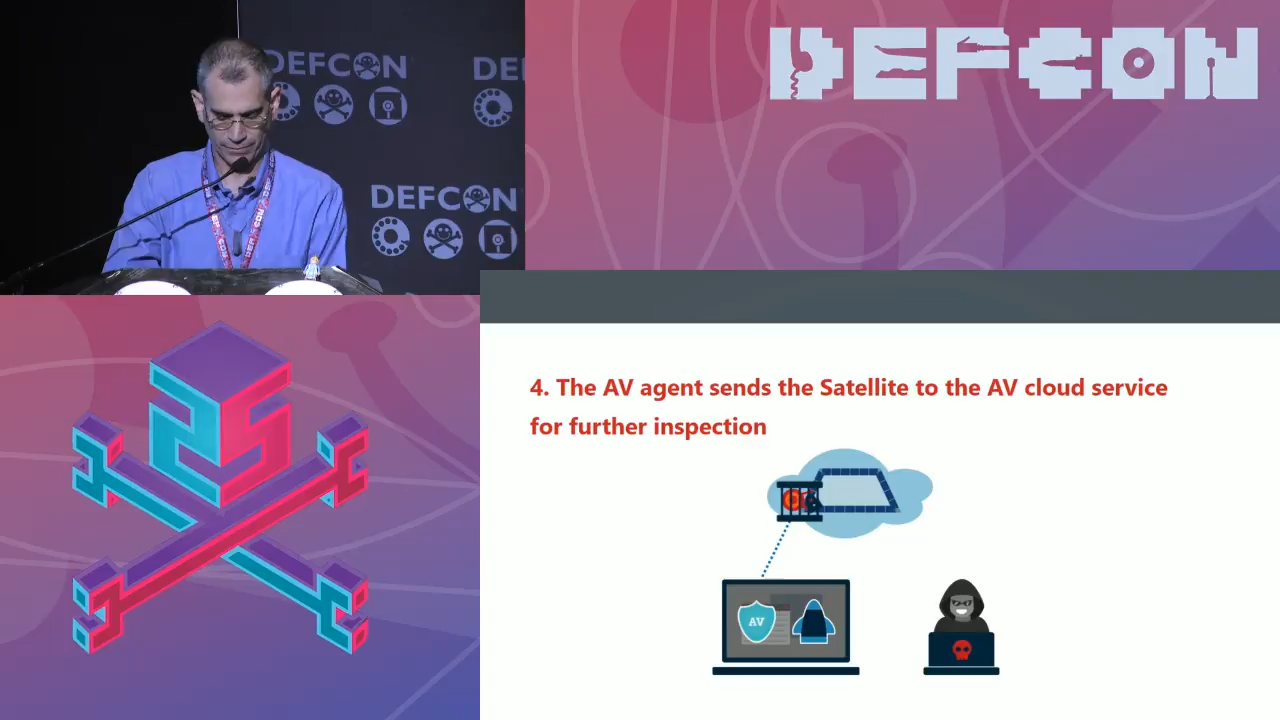 DEFCON
DEF
DEFCON
DEFCON
4. The AV agent sends the Satellite to the AV cloud service
for further inspection
AV